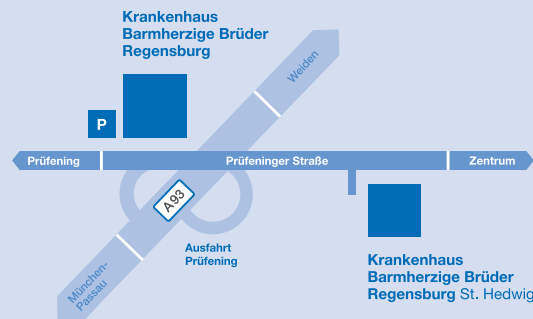 Krankenhaus
Barmherzige Brüder
Regensburg
Weiden
P
Prüfening
Prüfeninger Straße
Zentrum
A93
Ausfahrt
Prüfening
München-
Passau
Krankenhaus
Barmherzige Brüder
Regensburg St. Hedwig